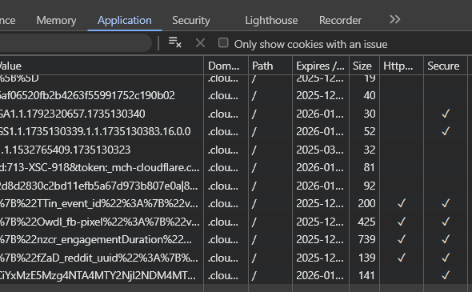 nce Memory Application Security Lighthouse Recorder
Only show cookies with an issue
Value Dom... Path Expires /... Size Http... Secure
%5B%5D .clou... / 2025-12... 19
6af06520fb2b4263f55991752c190b02 .clou... / 2025-12... 40
GA1.1.1792320657.1735130340 .clou... / 2026-01... 30 ✓
GS1.1.1735130339.1.1.1735130383.16.0.0 .clou... / 2026-01... 52 ✓
.1.1532765409.1735130323 .clou... / 2025-03... 32
d:713-XSC-918&token:_mch-cloudflare.c... .clou... / 2026-01... 81
2d8d2830c2bd11efb5a67d973b807e0a|8... .clou... / 2026-01... 92
%7B%22TTin_event_id%22%3A%7B%22v... .clou... / 2025-12... 200 ✓ ✓
%7B%22Owdl_fb-pixel%22%3A%7B%22v... .clou... / 2025-12... 425 ✓ ✓
%7B%22nzcr_engagementDuration%22... .clou... / 2025-12... 739 ✓ ✓
%7B%22fZaD_reddit_uuid%22%3A%7B%... .clou... / 2025-12... 139 ✓ ✓
CiYxMzE5Mzg4NTA4MTY2NjI2NDM4MT... .clou... / 2026-01... 141 ✓